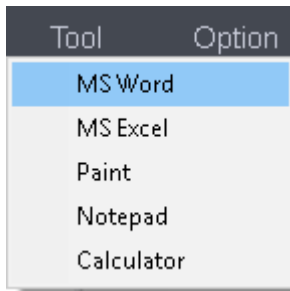 Tool Option
MS Word
MS Excel
Paint
Notepad
Calculator